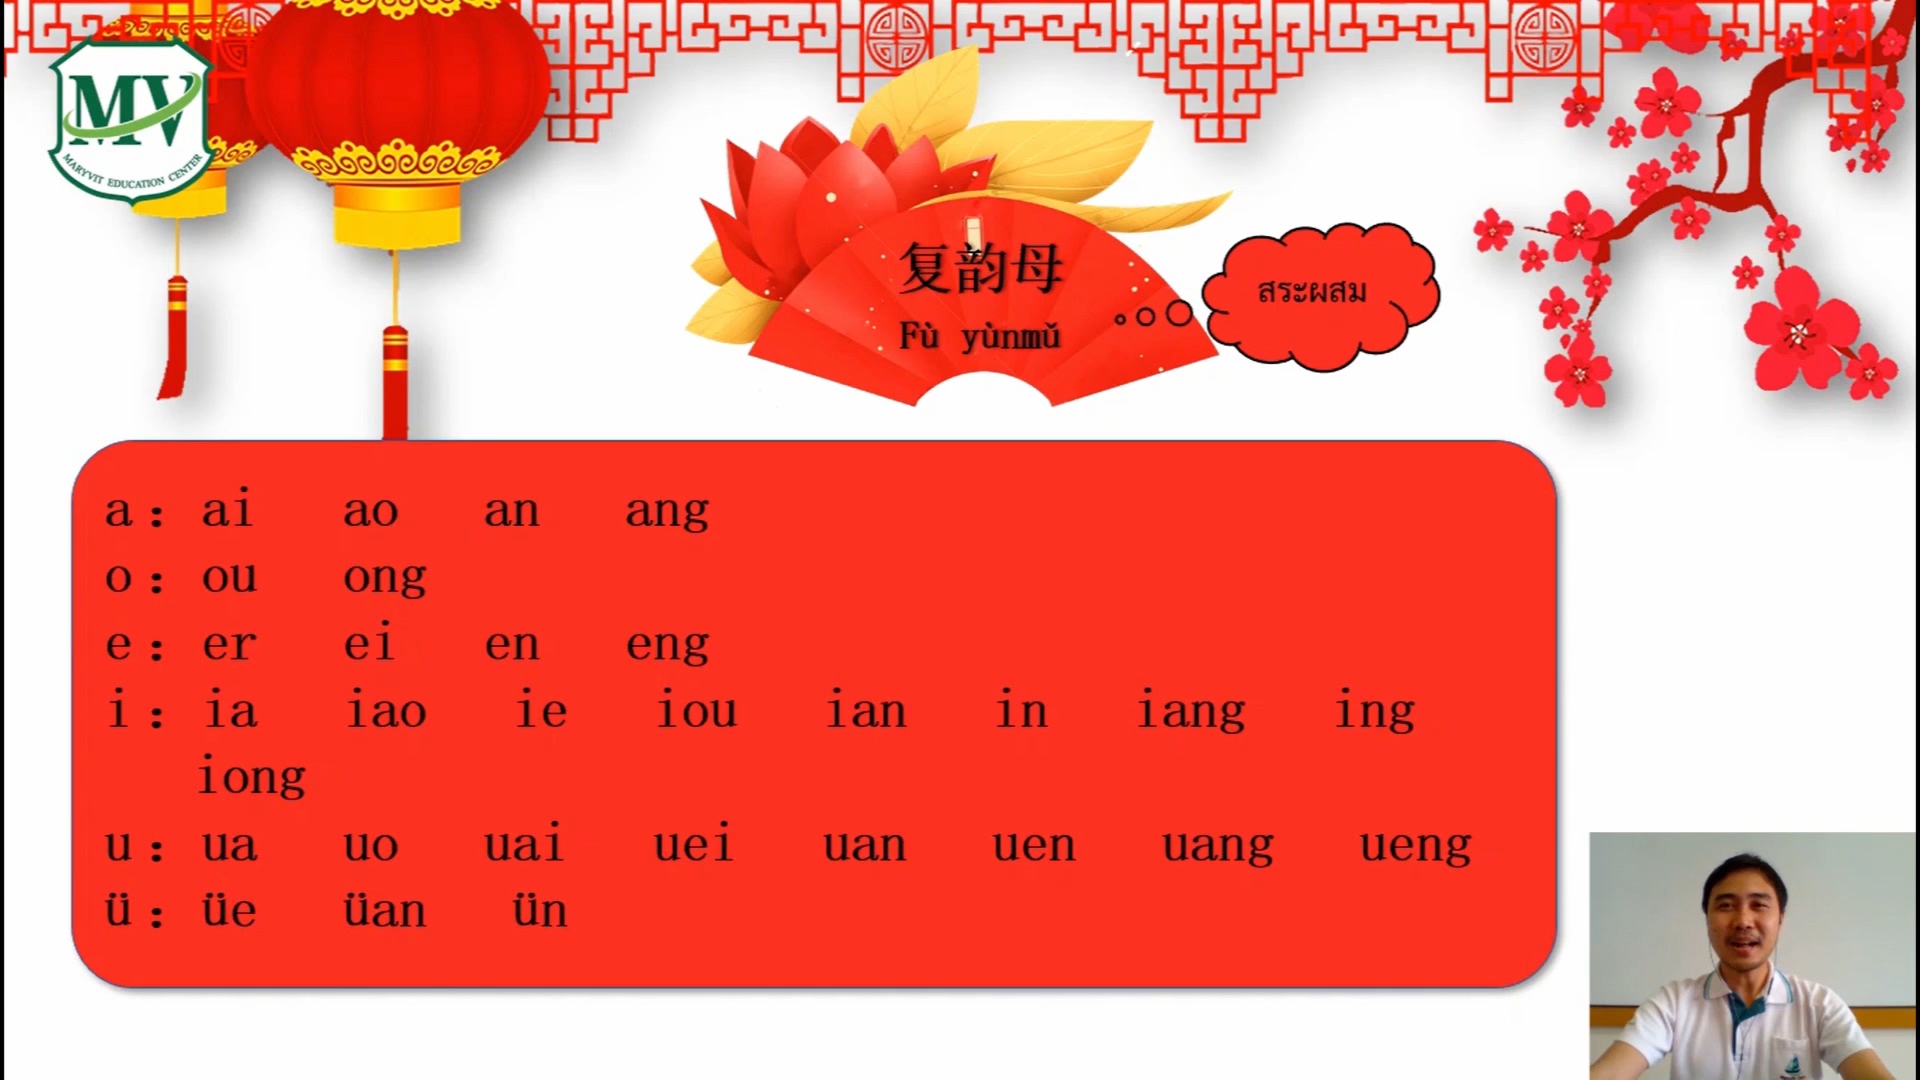 MV
MARYVIT EDUCATION CENTER
复韵母
Fù yùnmǔ
สระผสม
a： ai ao an ang
o： ou ong
e： er ei en eng
i： ia iao ie iou ian in iang ing
iong
u： ua uo uai uei uan uen uang ueng
ü： üe üan ün